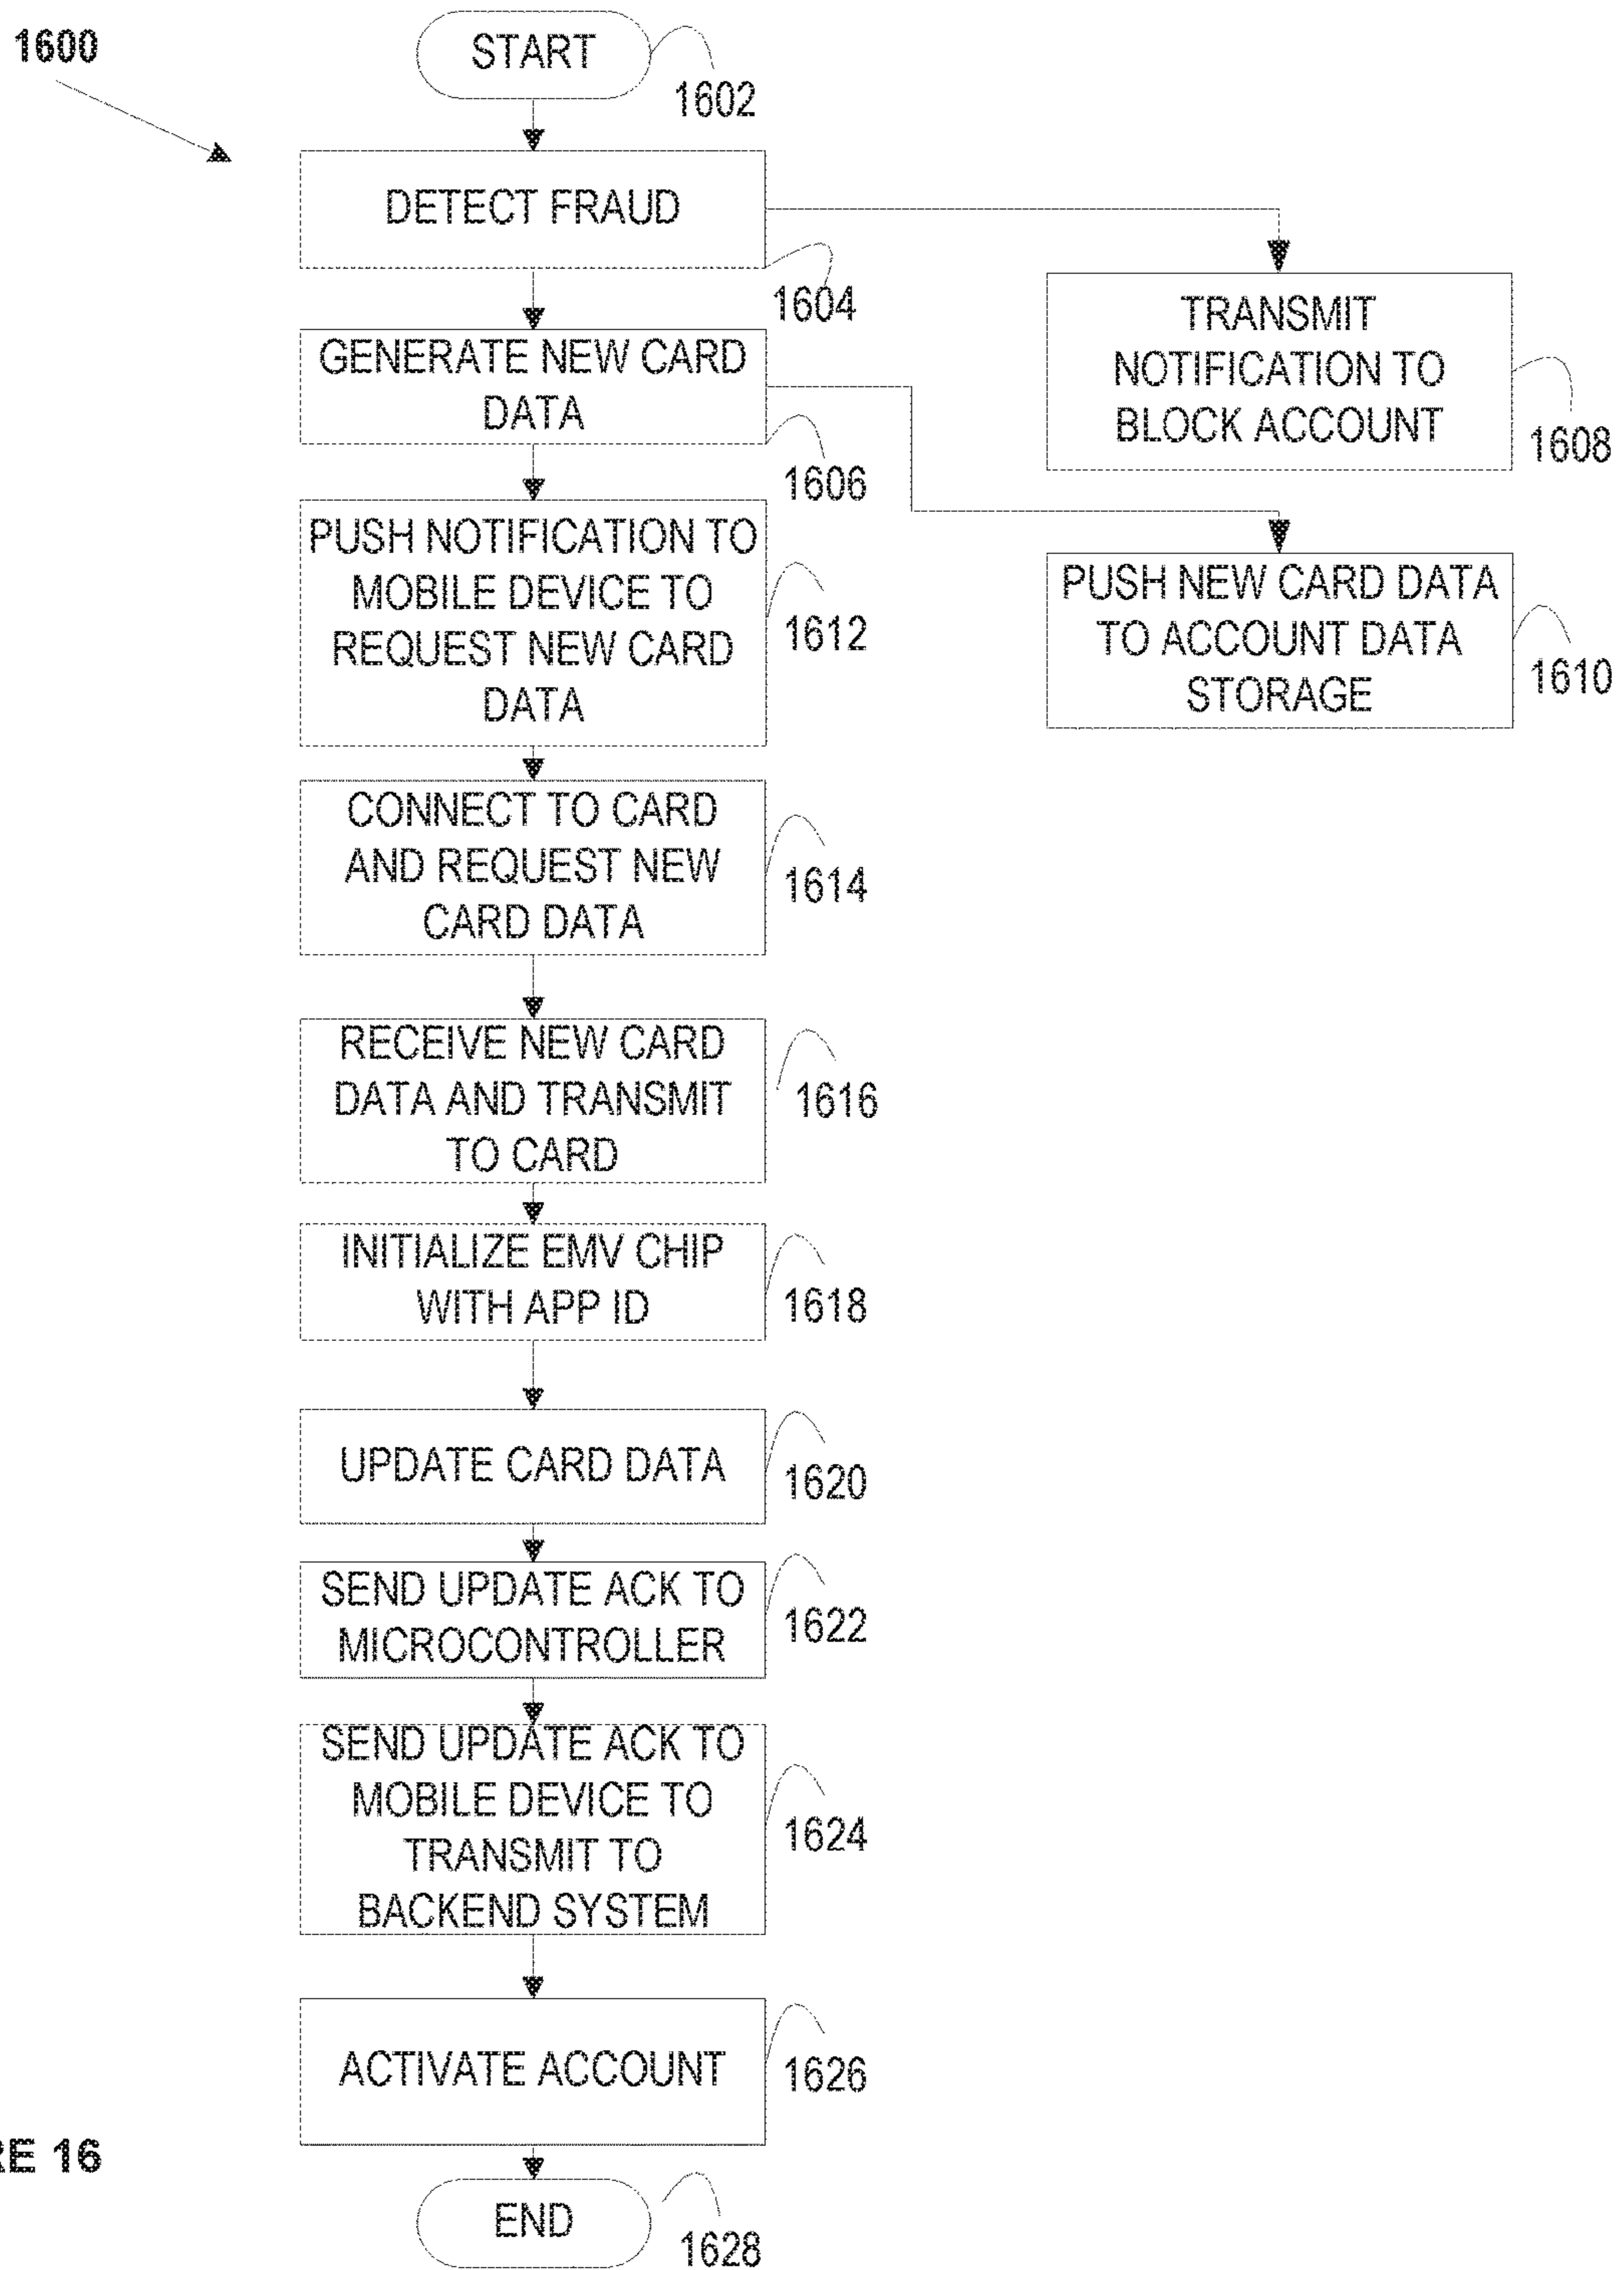 1600
START
1602
DETECT FRAUD
1604
GENERATE NEW CARD
DATA
1606
TRANSMIT
NOTIFICATION TO
BLOCK ACCOUNT
1608
PUSH NOTIFICATION TO
MOBILE DEVICE TO
REQUEST NEW CARD
DATA
1612
PUSH NEW CARD DATA
TO ACCOUNT DATA
STORAGE
1610
CONNECT TO CARD
AND REQUEST NEW
CARD DATA
1614
RECEIVE NEW CARD
DATA AND TRANSMIT
TO CARD
1616
INITIALIZE EMV CHIP
WITH APP ID
1618
UPDATE CARD DATA
1620
SEND UPDATE ACK TO
MICROCONTROLLER
1622
SEND UPDATE ACK TO
MOBILE DEVICE TO
TRANSMIT TO
BACKEND SYSTEM
1624
ACTIVATE ACCOUNT
1626
RE 16
END
1628